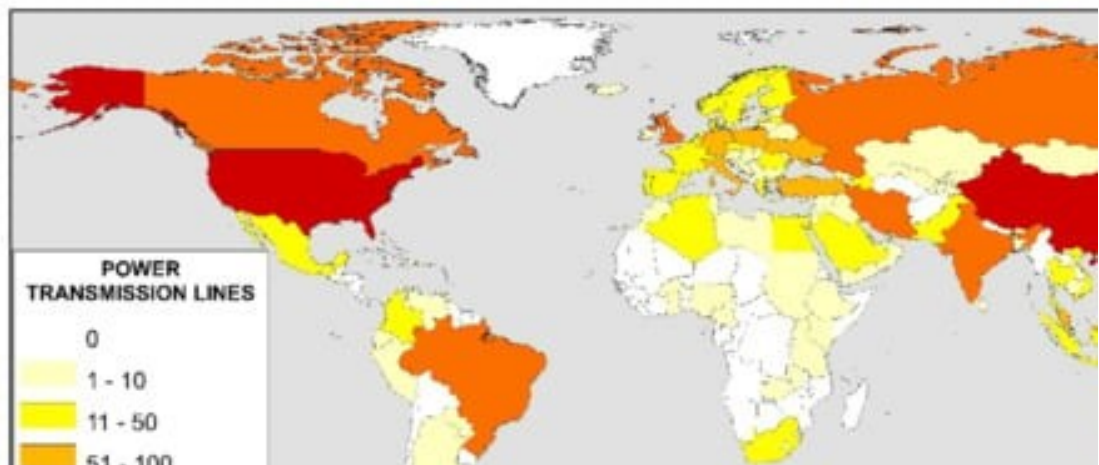 POWER
TRANSMISSION LINES
0
1 - 10
11 - 50
51 - 100